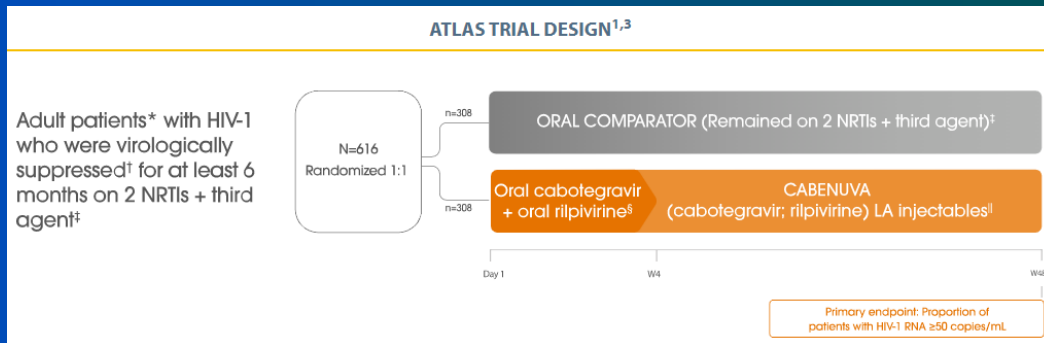 ATLAS TRIAL DESIGN1,3
Adult patients* with HIV-1
who were virologically
suppressed† for at least 6
months on 2 NRTIs + third
agent‡
N=616
Randomized 1:1
n=308
ORAL COMPARATOR (Remained on 2 NRTIs + third agent)‡
n=308
Oral cabotegravir
+ oral rilpivirine§
CABENUVA
(cabotegravir; rilpivirine) LA injectables||
Day 1
W4
W48
Primary endpoint: Proportion of
patients with HIV-1 RNA ≥50 copies/mL